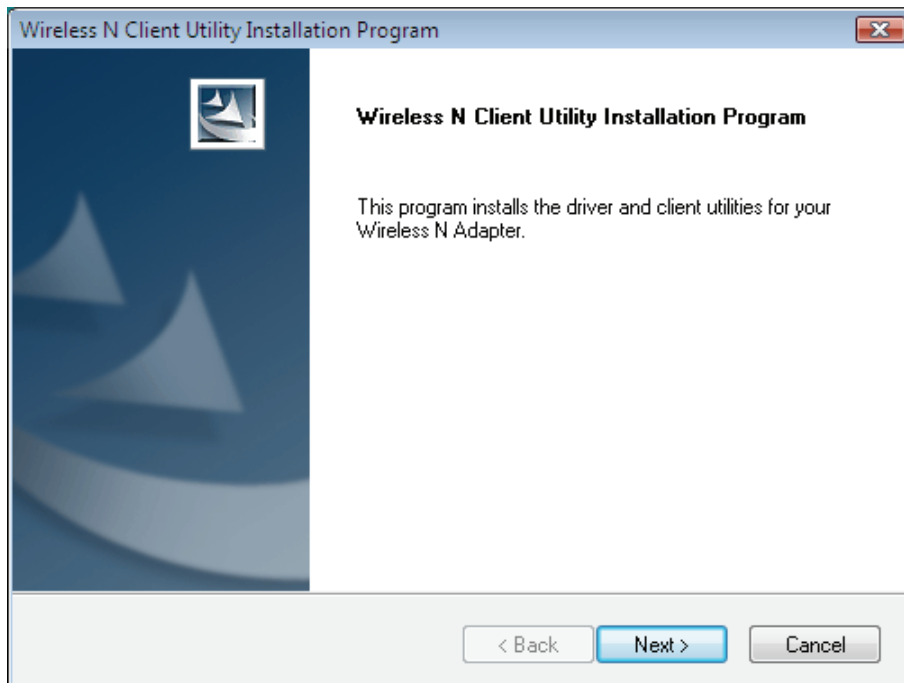 Wireless N Client Utility Installation Program
Wireless N Client Utility Installation Program
This program installs the driver and client utilities for your
Wireless N Adapter.
< Back Next > Cancel